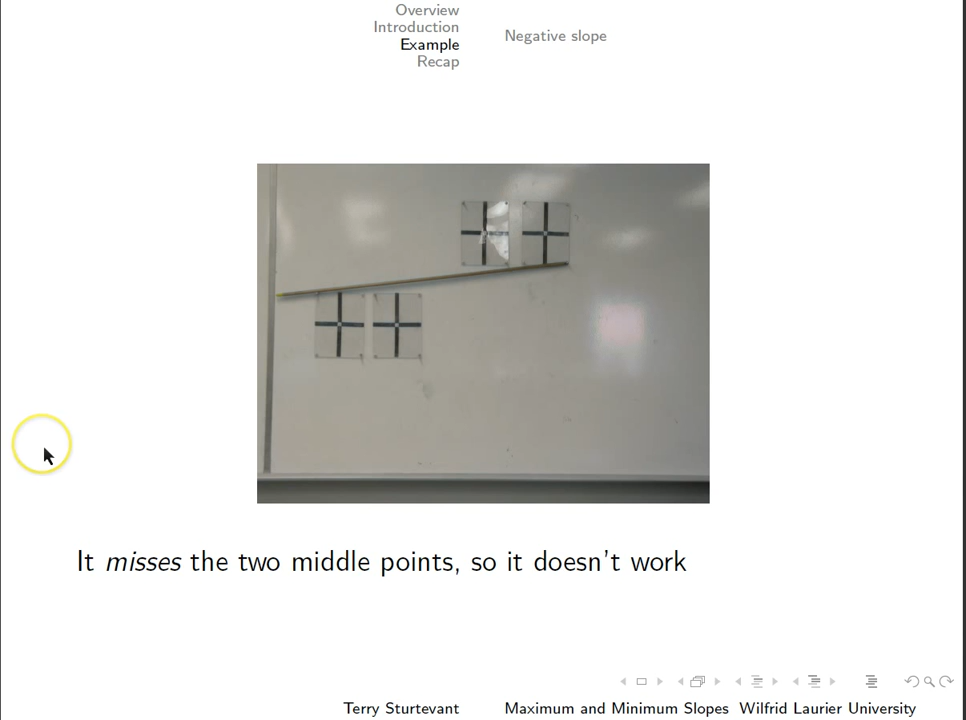 Overview
Introduction
Example
Recap
Negative slope
It misses the two middle points, so it doesn't work
Terry Sturtevant
Maximum and Minimum Slopes Wilfrid Laurier University